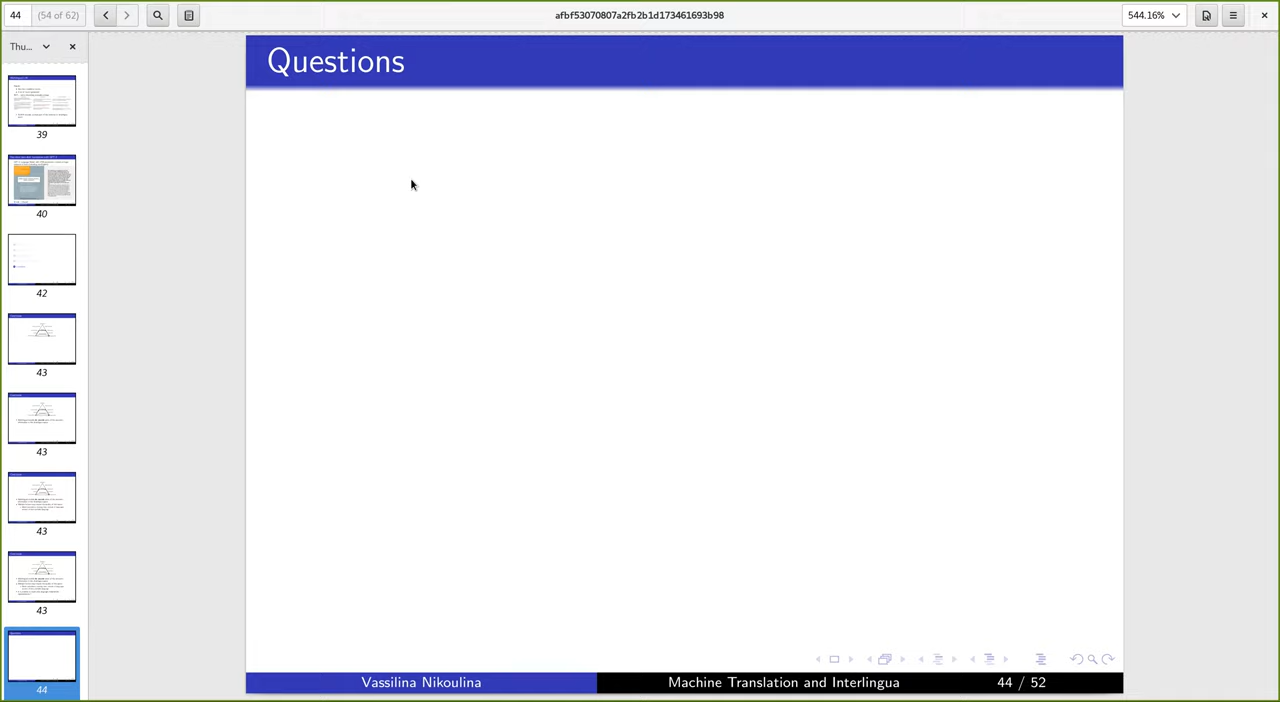 44 (54 of 62)
afbf53070807a2fb2b1d173461693b98
544.16%
Thu...
39
40
42
43
43
43
43
44
Questions
Vassilina Nikoulina
Machine Translation and Interlingua
44 / 52